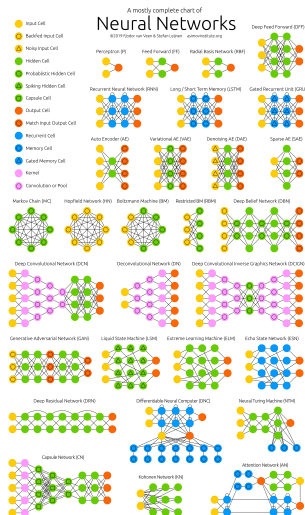 A mostly complete chart of
Neural Networks
©2019 Fjodor van Veen & Stefan Leijnen asimovinstitute.org
Input Cell
Backfed Input Cell
Noisy Input Cell
Hidden Cell
Probablistic Hidden Cell
Spiking Hidden Cell
Capsule Cell
Output Cell
Match Input Output Cell
Recurrent Cell
Memory Cell
Gated Memory Cell
Kernel
Convolution or Pool
Deep Feed Forward (DFF)
Perceptron (P) Feed Forward (FF) Radial Basis Network (RBF)
Recurrent Neural Network (RNN) Long / Short Term Memory (LSTM) Gated Recurrent Unit (GRU)
Auto Encoder (AE) Variational AE (VAE) Denoising AE (DAE) Sparse AE (SAE)
Markov Chain (MC) Hopfield Network (HN) Boltzmann Machine (BM) Restricted BM (RBM) Deep Belief Network (DBN)
Deep Convolutional Network (DCN) Deconvolutional Network (DN) Deep Convolutional Inverse Graphics Network (DCIGN)
Generative Adversarial Network (GAN) Liquid State Machine (LSM) Extreme Learning Machine (ELM) Echo State Network (ESN)
Deep Residual Network (DRN) Differentiable Neural Computer (DNC) Neural Turing Machine (NTM)
Capsule Network (CN) Kohonen Network (KN) Attention Network (AN)